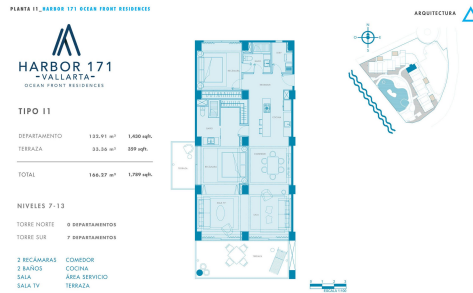 PLANTA I1_HARBOR 171 OCEAN FRONT RESIDENCES
ARQUITECTURA
HARBOR 171
-VALLARTA-
OCEAN FRONT RESIDENCES
TIPO I1
DEPARTAMENTO 132.91 m² 1,430 sqft.
TERRAZA 33.36 m² 359 sqft.
TOTAL 166.27 m² 1,789 sqft.
NIVELES 7-13
TORRE NORTE 0 DEPARTAMENTOS
TORRE SUR 7 DEPARTAMENTOS
2 RECÁMARAS COMEDOR
2 BAÑOS COCINA
SALA ÁREA SERVICIO
SALA TV TERRAZA